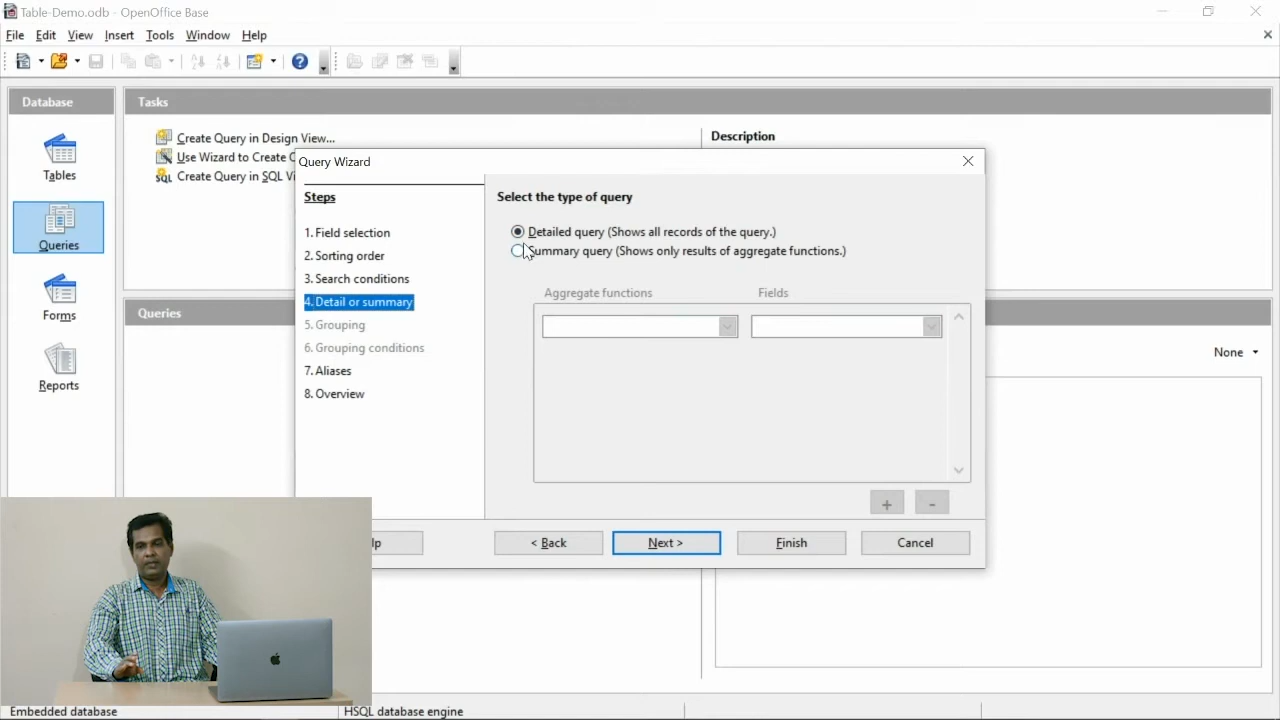 Table-Demo.odb - OpenOffice Base
File Edit View Insert Tools Window Help
Database
Tables
Queries
Forms
Reports
Tasks
Create Query in Design View...
Use Wizard to Create
Create Query in SQL
Description
Queries
None
Query Wizard
Steps
1. Field selection
2. Sorting order
3. Search conditions
4. Detail or summary
5. Grouping
6. Grouping conditions
7. Aliases
8. Overview
Select the type of query
Detailed query (Shows all records of the query.)
Summary query (Shows only results of aggregate functions.)
Aggregate functions Fields
+ -
< Back Next > Finish Cancel
Embedded database HSQL database engine